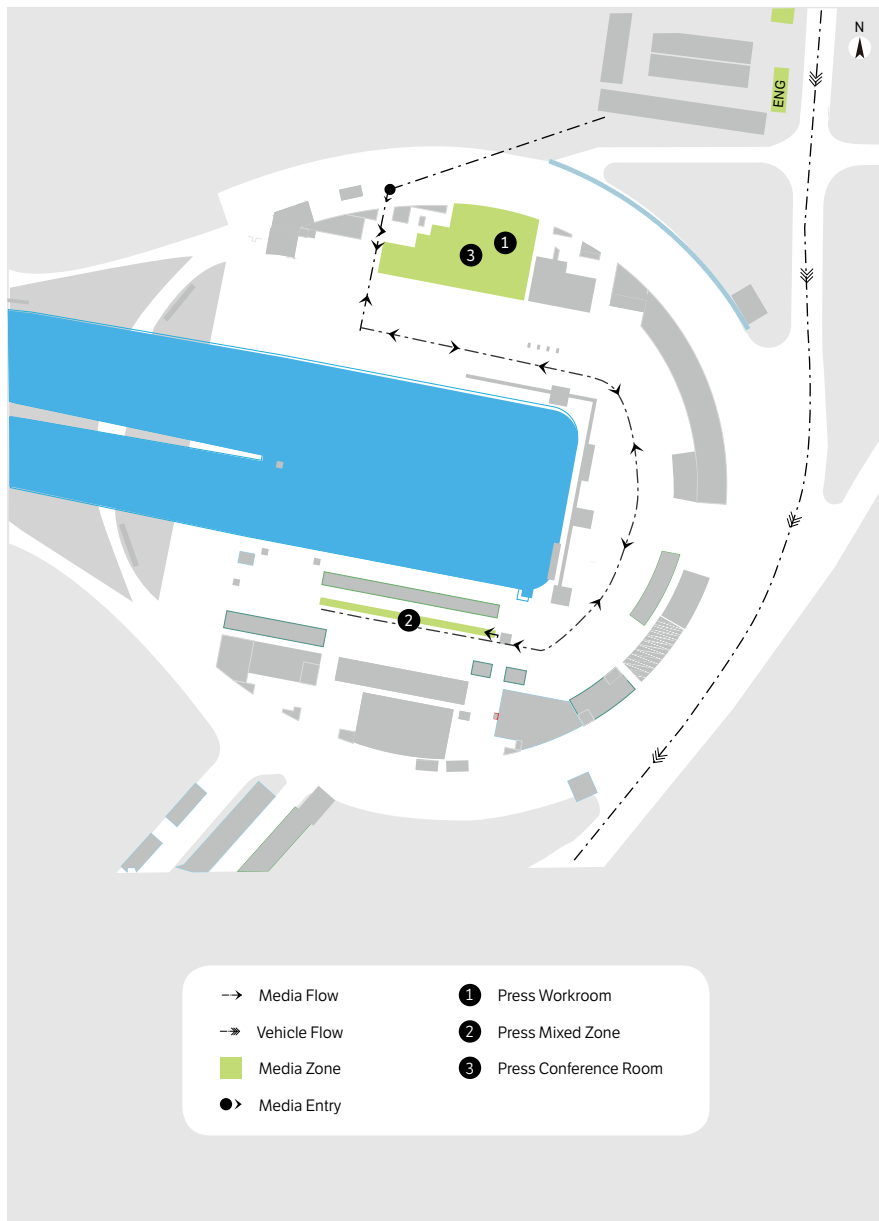 N
ENG
1
3
2
Media Flow
Vehicle Flow
Media Zone
Media Entry
1 Press Workroom
2 Press Mixed Zone
3 Press Conference Room